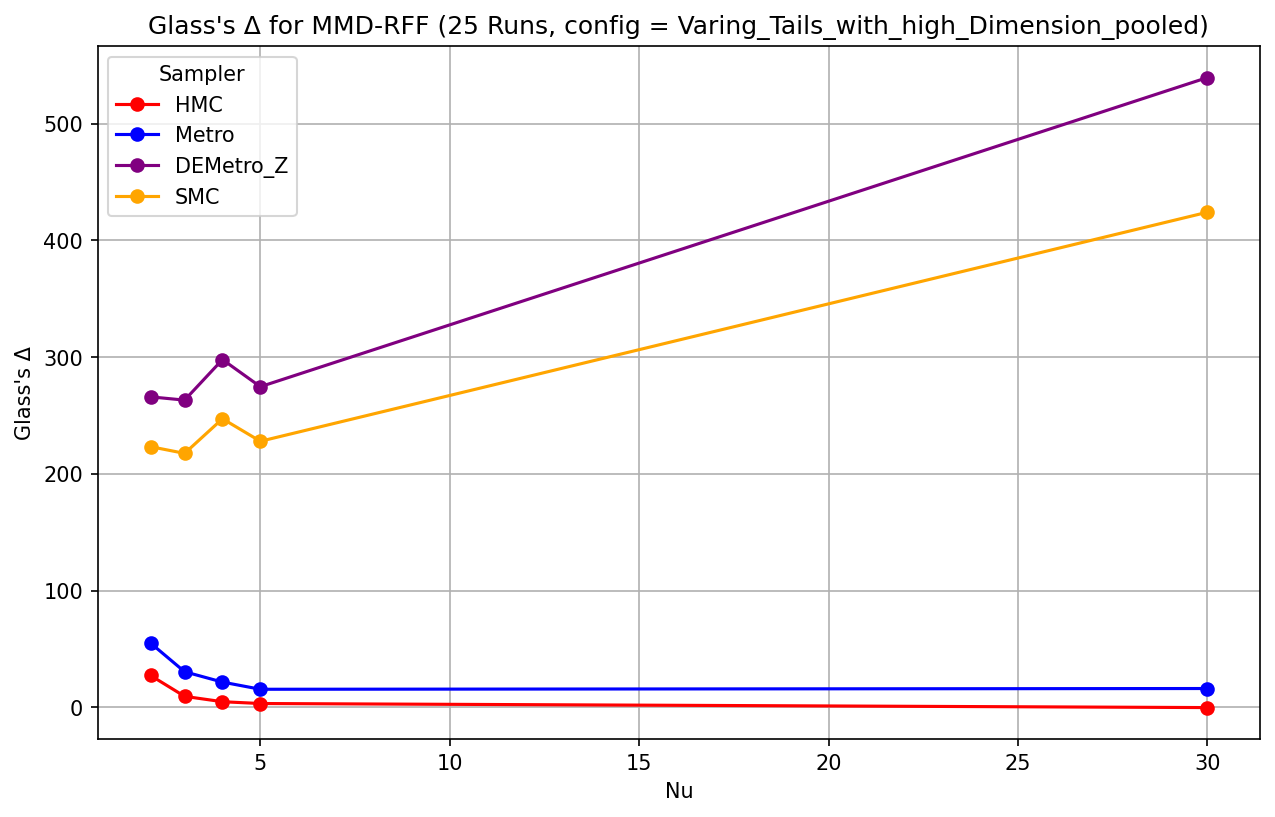 Glass's Δ for MMD-RFF (25 Runs, config = Varing_Tails_with_high_Dimension_pooled)
Sampler
HMC
Metro
DEMetro_Z
SMC
Glass's Δ
500
400
300
200
100
0
5 10 15 20 25 30
Nu